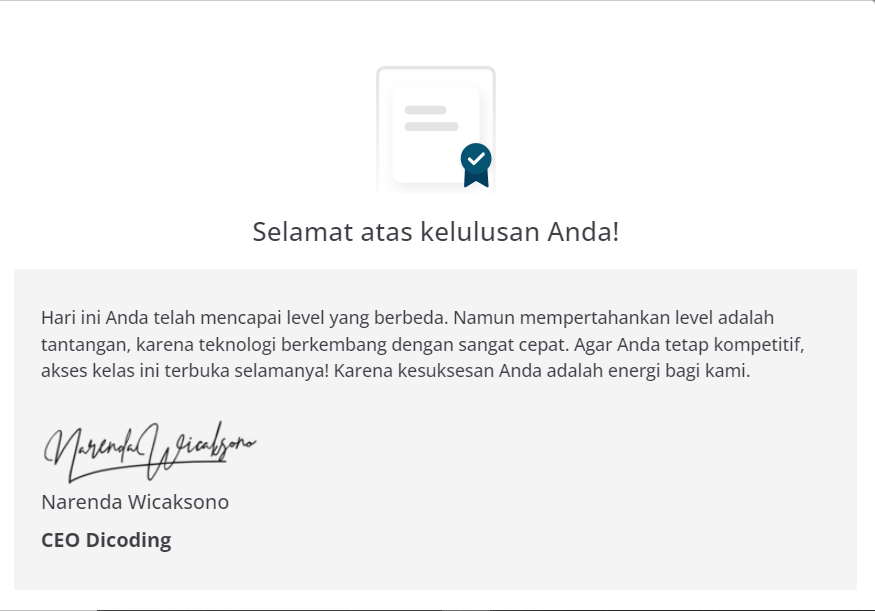 Selamat atas kelulusan Anda!
Hari ini Anda telah mencapai level yang berbeda. Namun mempertahankan level adalah
tantangan, karena teknologi berkembang dengan sangat cepat. Agar Anda tetap kompetitif,
akses kelas ini terbuka selamanya! Karena kesuksesan Anda adalah energi bagi kami.
Narenda Wicaksono
Narenda Wicaksono
CEO Dicoding